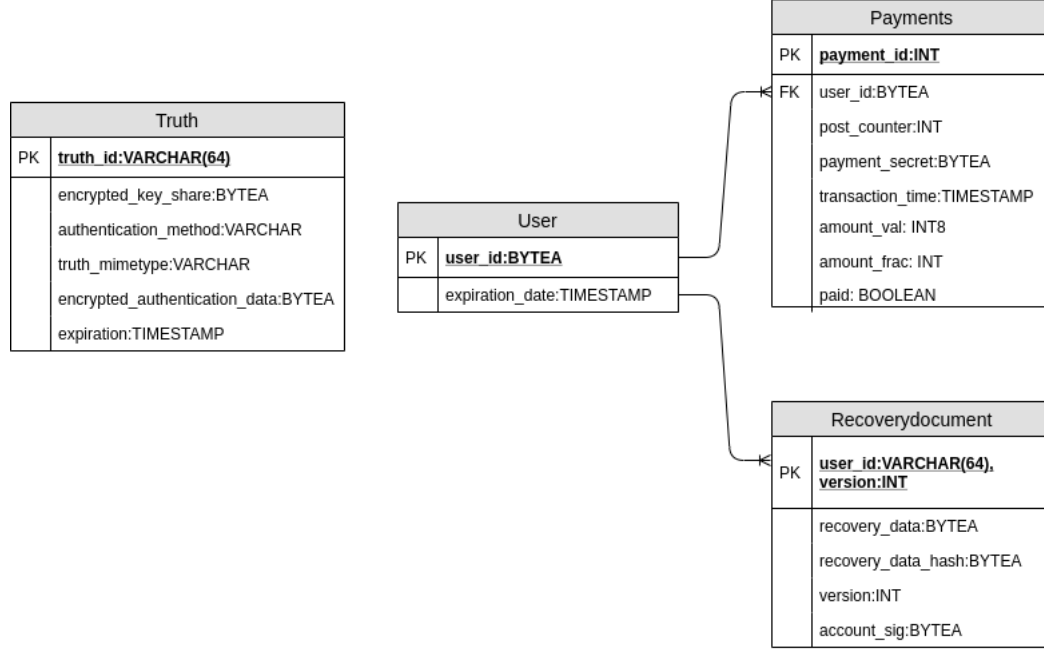 Truth
PK truth_id:VARCHAR(64)
encrypted_key_share:BYTEA
authentication_method:VARCHAR
truth_mimetype:VARCHAR
encrypted_authentication_data:BYTEA
expiration:TIMESTAMP
User
PK user_id:BYTEA
expiration_date:TIMESTAMP
Payments
PK payment_id:INT
FK user_id:BYTEA
post_counter:INT
payment_secret:BYTEA
transaction_time:TIMESTAMP
amount_val: INT8
amount_frac: INT
paid: BOOLEAN
Recoverydocument
PK user_id:VARCHAR(64),
version:INT
recovery_data:BYTEA
recovery_data_hash:BYTEA
version:INT
account_sig:BYTEA